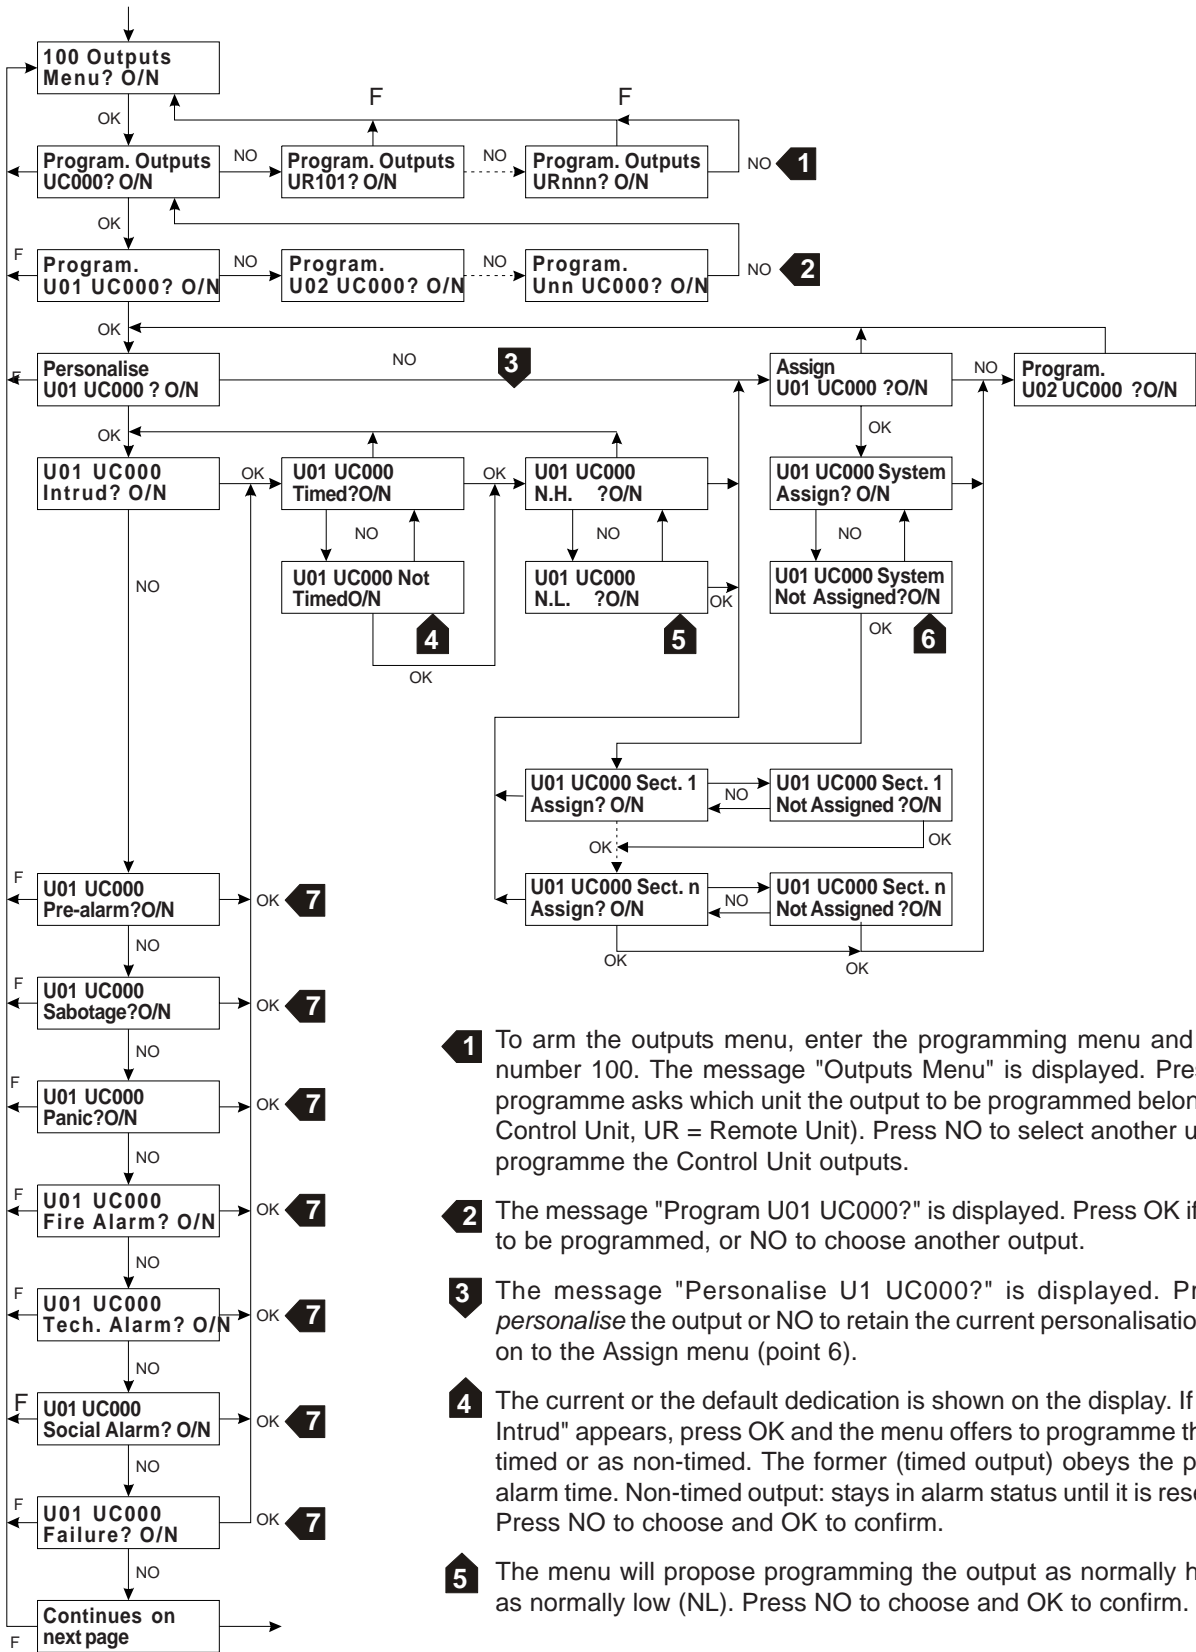 100 Outputs
Menu? O/N
OK
F
F
Program. Outputs
UC000? O/N
NO
Program. Outputs
UR101? O/N
NO
Program. Outputs
URnnn? O/N
NO
1
OK
F
Program.
U01 UC000? O/N
NO
Program.
U02 UC000? O/N
NO
Program.
Unn UC000? O/N
NO
2
OK
F
Personalise
U01 UC000 ? O/N
NO
3
Assign
U01 UC000 ?O/N
NO
Program.
U02 UC000 ?O/N
OK
OK
U01 UC000
Intrud? O/N
OK
U01 UC000
Timed?O/N
OK
U01 UC000
N.H. ?O/N
U01 UC000 System
Assign? O/N
NO
NO
NO
NO
U01 UC000 Not
TimedO/N
U01 UC000
N.L. ?O/N
OK
U01 UC000 System
Not Assigned?O/N
4
5
OK
6
OK
U01 UC000 Sect. 1
Assign? O/N
NO
U01 UC000 Sect. 1
Not Assigned ?O/N
OK
OK
U01 UC000 Sect. n
Assign? O/N
NO
U01 UC000 Sect. n
Not Assigned ?O/N
OK
OK
F
U01 UC000
Pre-alarm?O/N
OK
7
NO
F
U01 UC000
Sabotage?O/N
OK
7
NO
F
U01 UC000
Panic?O/N
OK
7
NO
F
U01 UC000
Fire Alarm? O/N
OK
7
NO
F
U01 UC000
Tech. Alarm? O/N
OK
7
NO
F
U01 UC000
Social Alarm? O/N
OK
7
NO
F
U01 UC000
Failure? O/N
OK
7
NO
Continues on
next page
F
1 To arm the outputs menu, enter the programming menu and
number 100. The message "Outputs Menu" is displayed.
programme asks which unit the output to be programmed
Control Unit, UR = Remote Unit). Press NO to select another
programme the Control Unit outputs.
2 The message "Program U01 UC000?" is displayed. Press OK if
to be programmed, or NO to choose another output.
3 The message "Personalise U1 UC000?" is displayed.
personalise the output or NO to retain the current
on to the Assign menu (point 6).
4 The current or the default dedication is shown on the display. If
Intrud" appears, press OK and the menu offers to programme
timed or as non-timed. The former (timed output) obeys the
alarm time. Non-timed output: stays in alarm status until it is
Press NO to choose and OK to confirm.
5 The menu will propose programming the output as normally
as normally low (NL). Press NO to choose and OK to confirm.